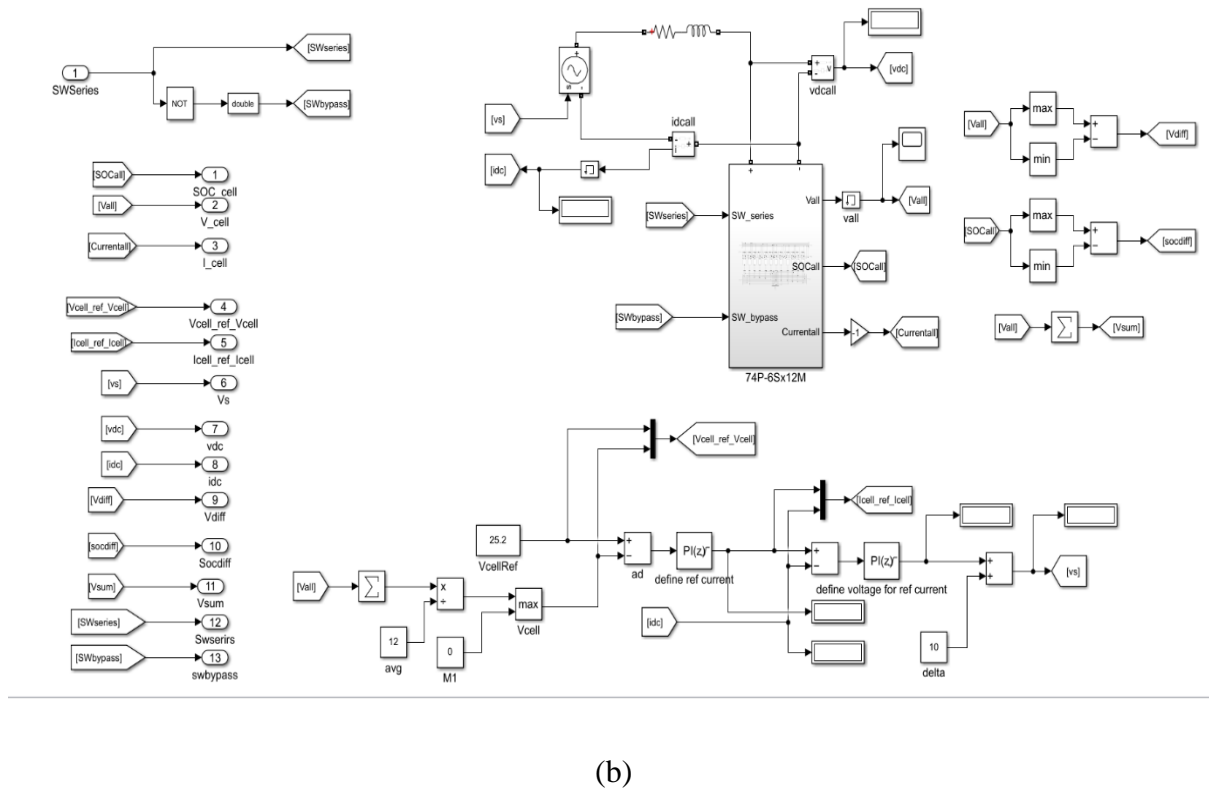 1
SWSeries
[SWseries]
NOT
double
[SWbypass]
[SOCall]
1
SOC_cell
[Vall]
2
V_cell
[Currentall]
3
I_cell
[Vcell_ref_Vcell]
4
Vcell_ref_Vcell
[Icell_ref_Icell]
5
Icell_ref_Icell
[vs]
6
Vs
[vdc]
7
vdc
[idc]
8
idc
[Vdiff]
9
Vdiff
[socdiff]
10
Socdiff
[Vsum]
11
Vsum
[SWseries]
12
Swserirs
[SWbypass]
13
swbypass
+
-
[vs]
+
-
v
vdcall
[vdc]
idcall
-
i
+
[idc]
+
-
[SWseries]
SW_series
[SWbypass]
SW_bypass
Vall
vall
[Vall]
SOCall
[SOCall]
Currentall
-1
[Currentall]
74P-6Sx12M
[Vall]
max
min
+
−
[Vdiff]
[SOCall]
max
min
+
−
[socdiff]
[Vall]
∑
[Vsum]
[Vcell_ref_Vcell]
[Icell_ref_Icell]
25.2
VcellRef
[Vall]
∑
x
÷
12
avg
0
M1
max
Vcell
+
−
ad
PI(z)
define ref current
[idc]
+
−
PI(z)
define voltage for ref current
10
delta
+
+
[vs]
(b)